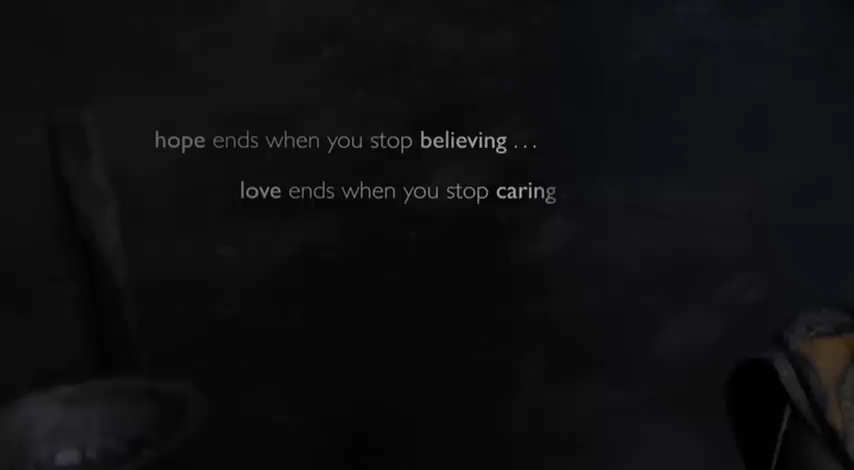 hope ends when you stop believing ...
love ends when you stop caring